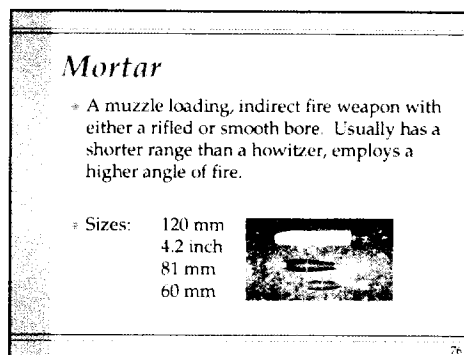 Mortar
A muzzle loading, indirect fire weapon with
either a rifled or smooth bore. Usually has a
shorter range than a howitzer, employs a
higher angle of fire.
Sizes: 120 mm
4.2 inch
81 mm
60 mm
76